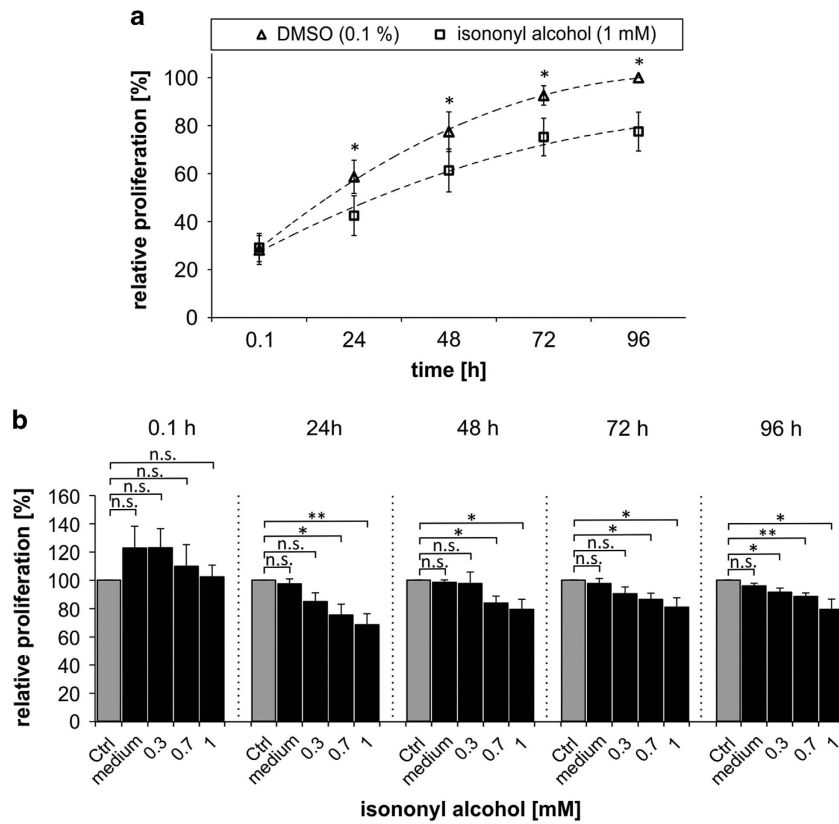 a
DMSO (0.1 %) isononyl alcohol (1 mM)
relative proliferation [%]
100
80
60
40
20
0
* * * * *
0.1 24 48 72 96
time [h]
b
0.1 h 24h 48 h 72 h 96 h
relative proliferation [%]
160
140
120
100
80
60
40
20
0
n.s.
n.s.
n.s.
n.s.
**
*
n.s.
n.s.
*
*
n.s.
n.s.
*
*
n.s.
n.s.
*
**
*
n.s.
Ctrl medium 0.3 0.7 1 Ctrl medium 0.3 0.7 1 Ctrl medium 0.3 0.7 1 Ctrl medium 0.3 0.7 1 Ctrl medium 0.3 0.7 1
isononyl alcohol [mM]